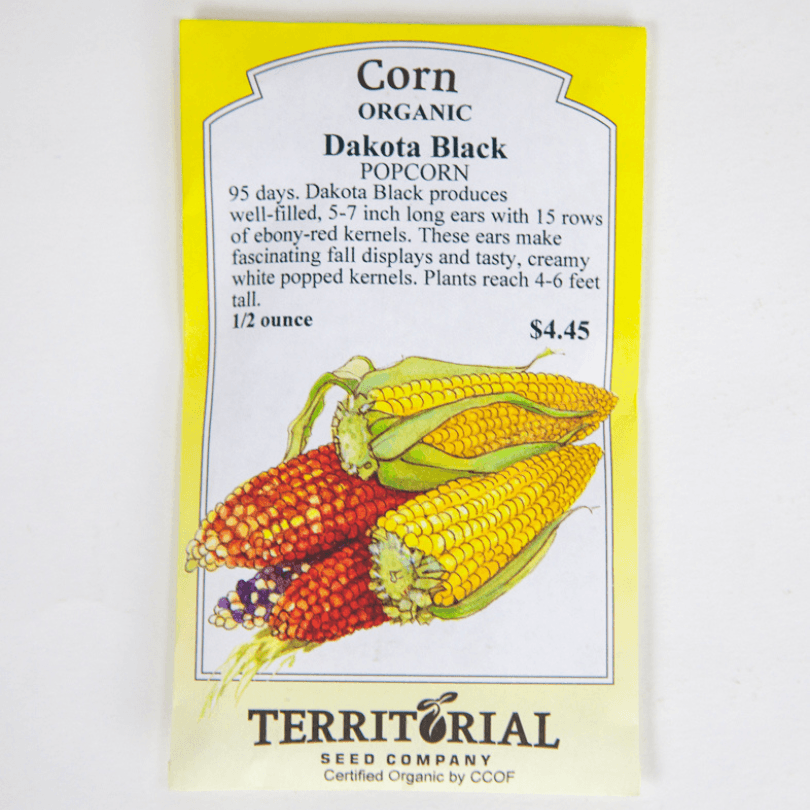 Corn
ORGANIC
Dakota Black
POPCORN
95 days. Dakota Black produces
well-filled, 5-7 inch long ears with 15 rows
of ebony-red kernels. These ears make
fascinating fall displays and tasty, creamy
white popped kernels. Plants reach 4-6 feet
tall.
1/2 ounce
$4.45
TERRITORIAL
SEED COMPANY
Certified Organic by CCOF